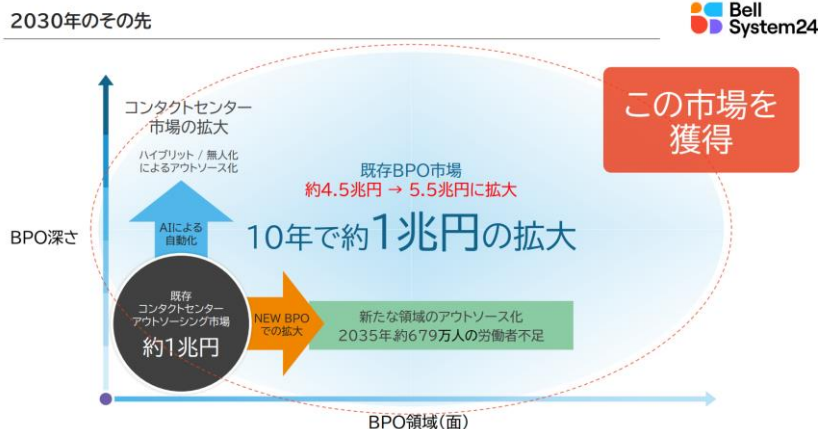 2030年のその先
Bell
System24
コンタクトセンター
市場の拡大
ハイブリット / 無人化
によるアウトソース化
この市場を
獲得
既存BPO市場
約4.5兆円 → 5.5兆円に拡大
10年で約1兆円の拡大
BPO深さ
AIによる
自動化
既存
コンタクトセンター
アウトソーシング市場
約1兆円
NEW BPO
での拡大
新たな領域のアウトソース化
2035年 約679万人の労働者不足
BPO領域(面)